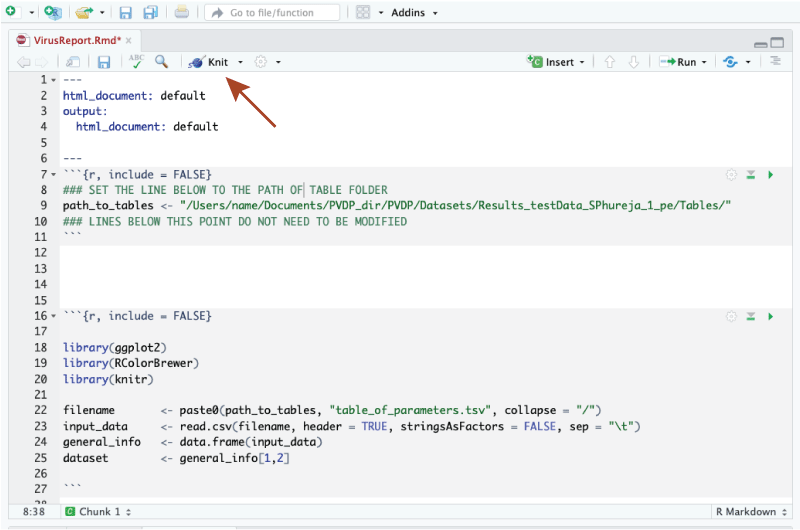 Go to file/function
Addins
VirusReport.Rmd*
ABC
Knit
Insert
Run
1 ---
2 html_document: default
3 output:
4   html_document: default
5
6 ---
7 ```{r, include = FALSE}
8 ### SET THE LINE BELOW TO THE PATH OF TABLE FOLDER
9 path_to_tables <- "/Users/name/Documents/PVDP_dir/PVDP/Datasets/Results_testData_SPhureja_1_pe/Tables/"
10 ### LINES BELOW THIS POINT DO NOT NEED TO BE MODIFIED
11 ```
12
13
14
15
16 ```{r, include = FALSE}
17
18 library(ggplot2)
19 library(RColorBrewer)
20 library(knitr)
21
22 filename       <- paste0(path_to_tables, "table_of_parameters.tsv", collapse = "/")
23 input_data     <- read.csv(filename, header = TRUE, stringsAsFactors = FALSE, sep = "\t")
24 general_info   <- data.frame(input_data)
25 dataset        <- general_info[1,2]
26
27 ```
28
8:38
C Chunk 1
R Markdown